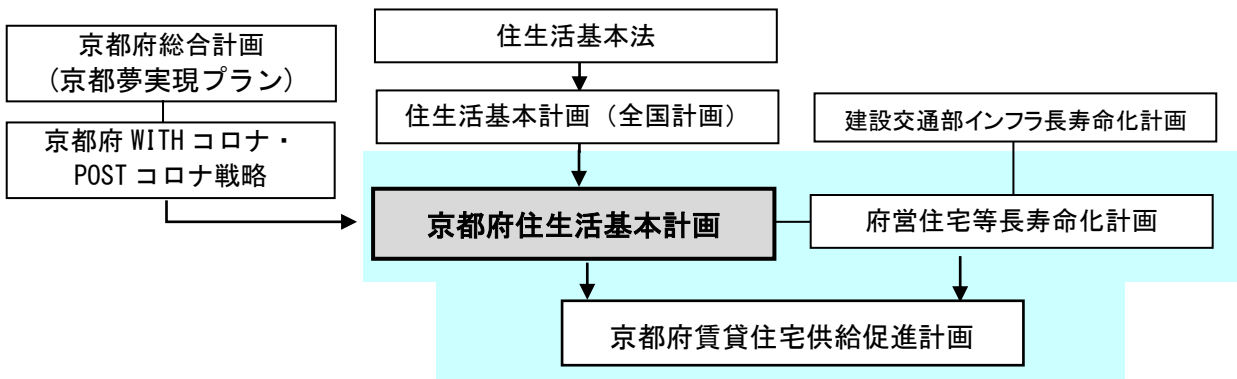 京都府総合計画
(京都夢実現プラン)
京都府 WITH コロナ・
POST コロナ戦略
住生活基本法
住生活基本計画(全国計画)
建設交通部インフラ長寿命化計画
京都府住生活基本計画
府営住宅等長寿命化計画
京都府賃貸住宅供給促進計画